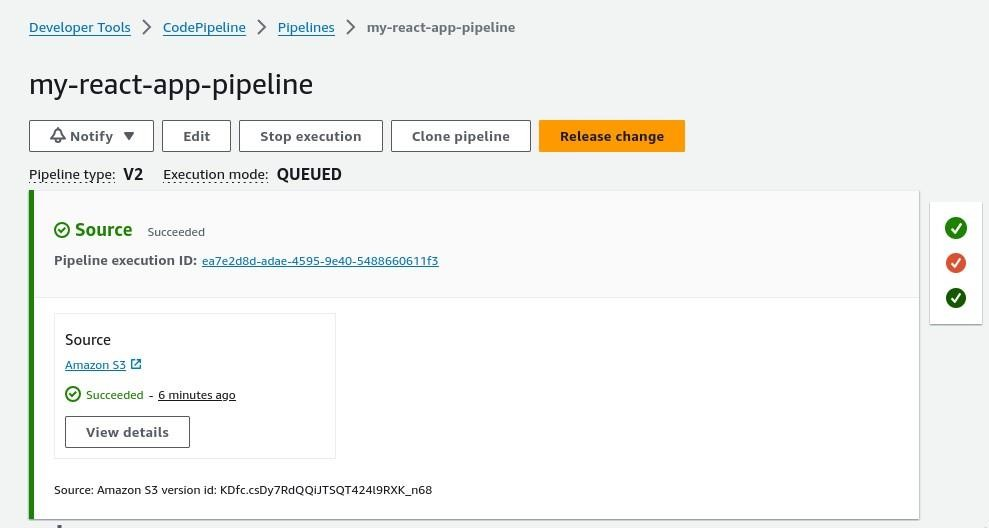 Developer Tools > CodePipeline > Pipelines > my-react-app-pipeline
my-react-app-pipeline
Notify Edit Stop execution Clone pipeline Release change
Pipeline type: V2 Execution mode: QUEUED
Source Succeeded
Pipeline execution ID: ea7e2d8d-adae-4595-9e40-5488660611f3
Source
Amazon S3
Succeeded - 6 minutes ago
View details
Source: Amazon S3 version id: KDfc.csDy7RdQQiJTSQT424l9RXK_n68